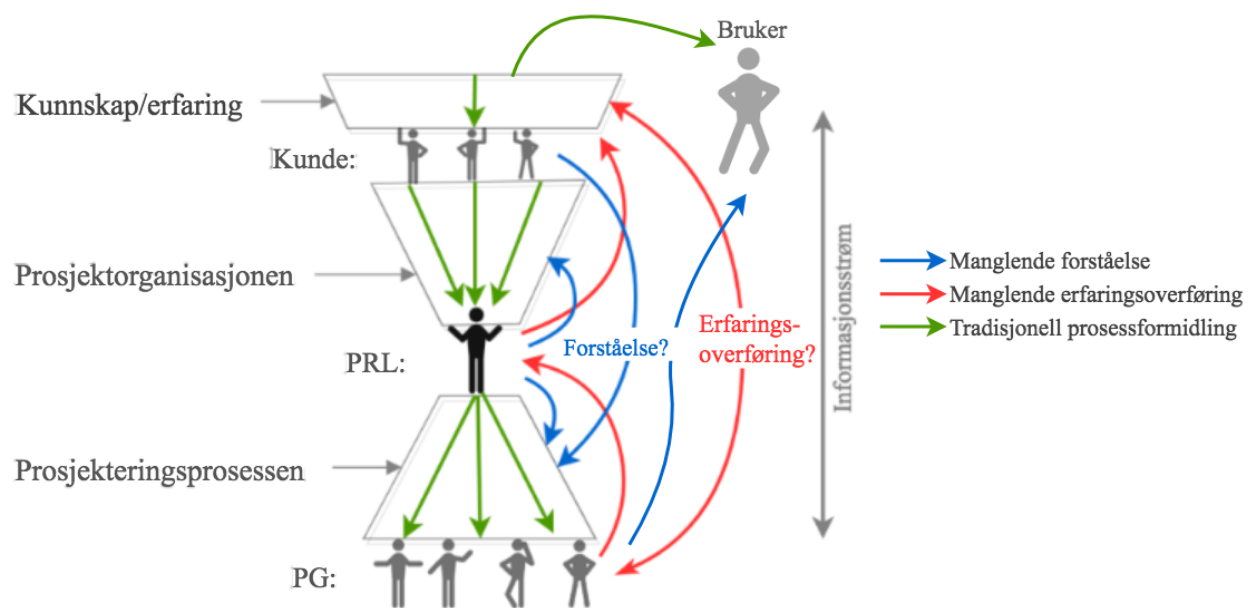 Bruker
Kunnskap/erfaring
Kunde:
Prosjektorganisasjonen
Manglende forståelse
Manglende erfaringsoverføring
Tradisjonell prosessformidling
Erfarings-
overføring?
Forståelse?
Informasjonsstrøm
PRL:
Prosjekteringsprosessen
PG: